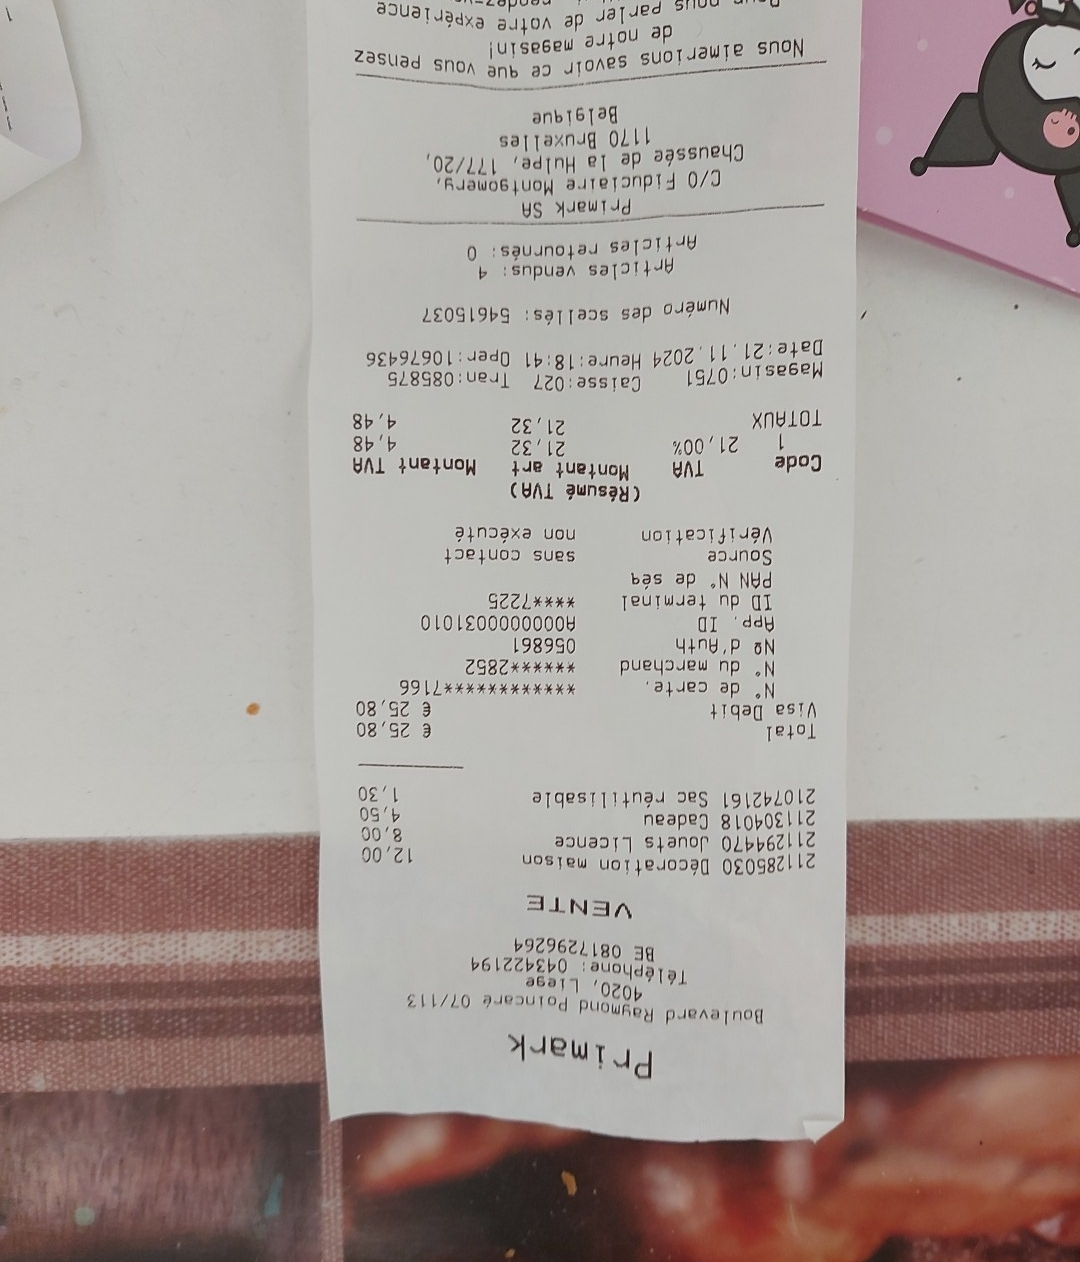 Primark
Boulevard Raymond Poincaré 07/113
4020, Liege
Téléphone: 043422194
BE 0817296264
VENTE
211285030 Décoration maison 12,00
211294470 Jouets Licence 8,00
211304018 Cadeau 4,50
210742161 Sac réutilisable 1,30
Total € 25,80
Visa Debit € 25,80
N° de carte. **************7166
N° du marchand *******2852
Nº d'Auth 056861
App. ID A0000000031010
ID du terminal ****7225
PAN N° de séq
Source sans contact
Vérification non exécuté
(Résumé TVA)
Code TVA Montant art Montant TVA
1 21,00% 21,32 4,48
TOTAUX 21,32 4,48
Magasin:0751 Caisse:027 Tran:085875
Date:21.11.2024 Heure:18:41 Oper:10676436
Numéro des scellés: 54615037
Articles vendus: 4
Articles retournés: 0
Primark SA
C/O Fiduciaire Montgomery,
Chaussée de la Hulpe, 177/20,
1170 Bruxelles
Belgique
Nous aimerions savoir ce que vous pensez
de notre magasin!
Pour nous parler de votre expérience